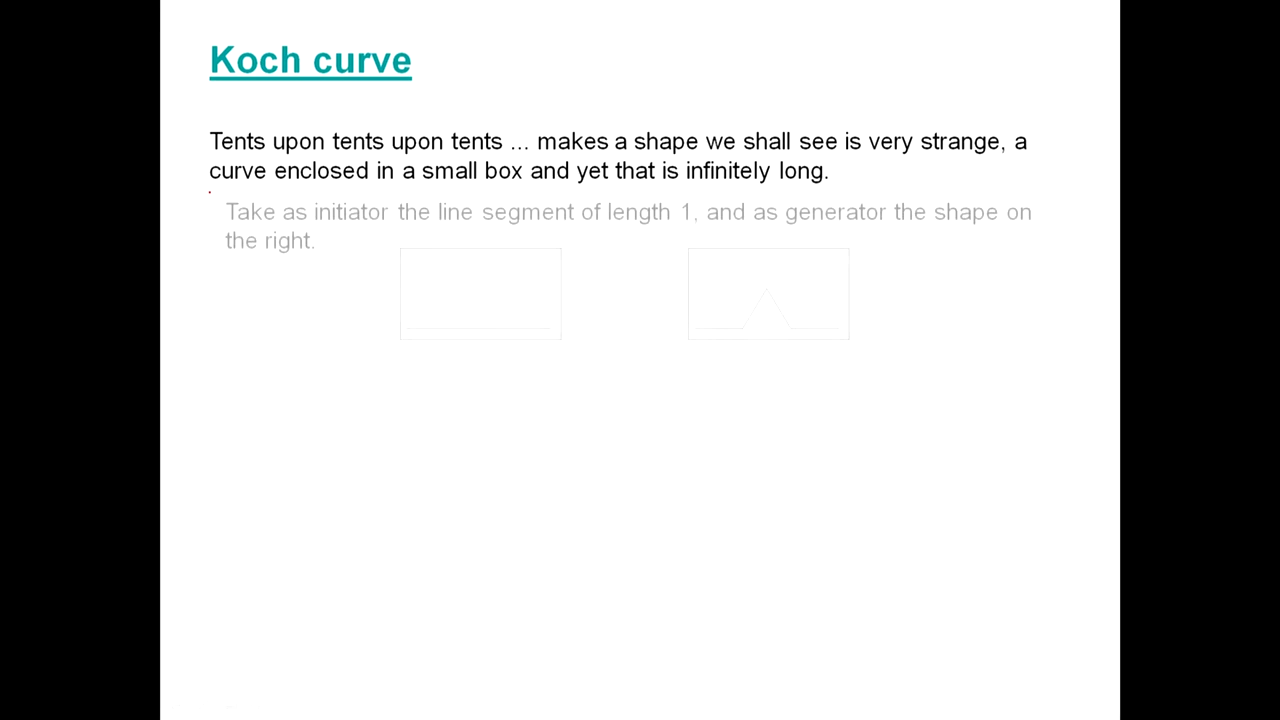 Koch curve
Tents upon tents upon tents ... makes a shape we shall see is very strange, a
curve enclosed in a small box and yet that is infinitely long.
Take as initiator the line segment of length 1, and as generator the shape on
the right.